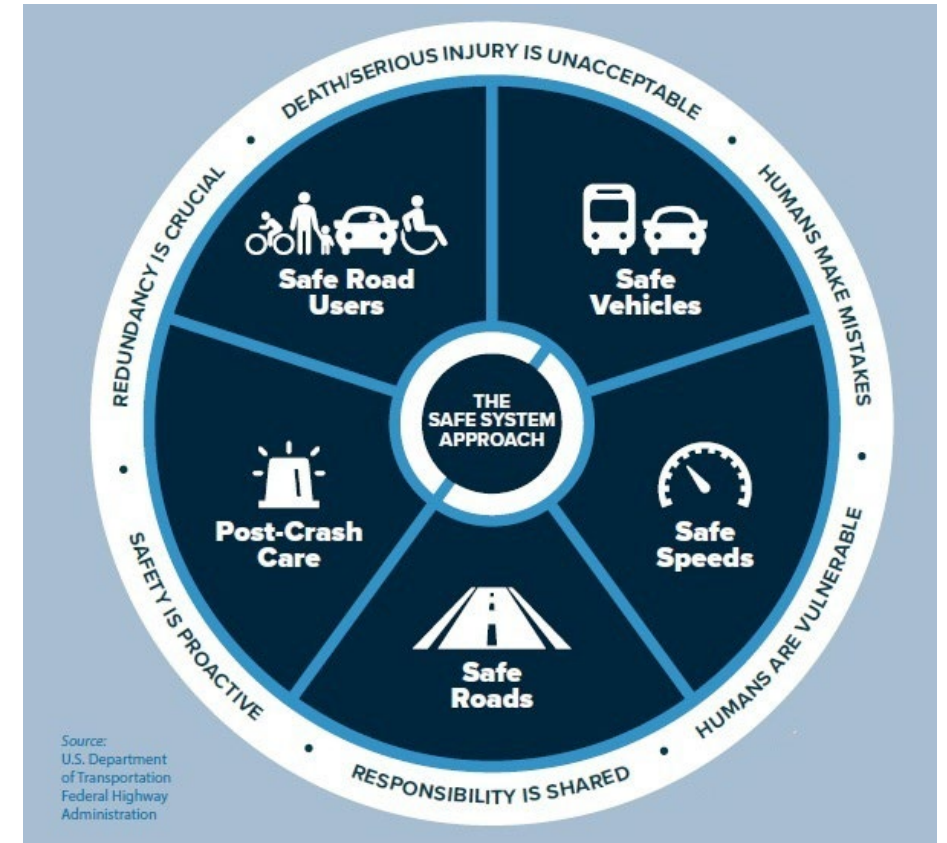 DEATH/SERIOUS INJURY IS UNACCEPTABLE
HUMANS MAKE MISTAKES
HUMANS ARE VULNERABLE
RESPONSIBILITY IS SHARED
SAFETY IS PROACTIVE
REDUNDANCY IS CRUCIAL
Safe Road
Users
Safe
Vehicles
Safe
Speeds
Safe
Roads
Post-Crash
Care
THE
SAFE SYSTEM
APPROACH
Source:
U.S. Department
of Transportation
Federal Highway
Administration